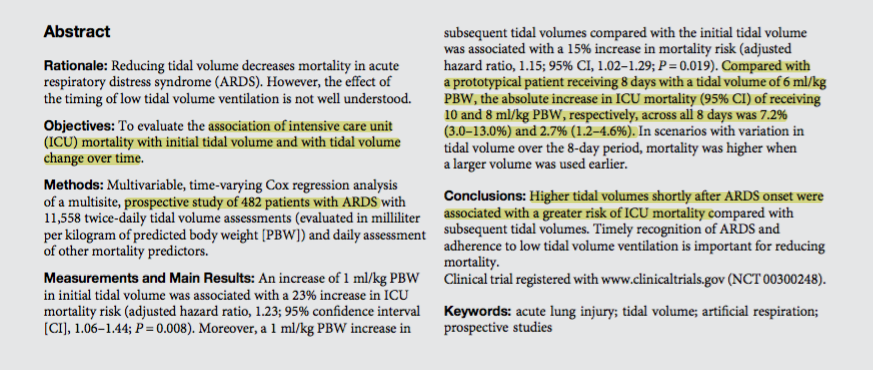 Abstract
Rationale: Reducing tidal volume decreases mortality in acute
respiratory distress syndrome (ARDS). However, the effect of
the timing of low tidal volume ventilation is not well understood.
Objectives: To evaluate the association of intensive care unit
(ICU) mortality with initial tidal volume and with tidal volume
change over time.
Methods: Multivariable, time-varying Cox regression analysis
of a multisite, prospective study of 482 patients with ARDS with
11,558 twice-daily tidal volume assessments (evaluated in milliliter
per kilogram of predicted body weight [PBW]) and daily assessment
of other mortality predictors.
Measurements and Main Results: An increase of 1 ml/kg PBW
in initial tidal volume was associated with a 23% increase in ICU
mortality risk (adjusted hazard ratio, 1.23; 95% confidence interval
[CI], 1.06–1.44; P = 0.008). Moreover, a 1 ml/kg PBW increase in
subsequent tidal volumes compared with the initial tidal volume
was associated with a 15% increase in mortality risk (adjusted
hazard ratio, 1.15; 95% CI, 1.02–1.29; P = 0.019). Compared with
a prototypical patient receiving 8 days with a tidal volume of 6 ml/kg
PBW, the absolute increase in ICU mortality (95% CI) of receiving
10 and 8 ml/kg PBW, respectively, across all 8 days was 7.2%
(3.0–13.0%) and 2.7% (1.2–4.6%). In scenarios with variation in
tidal volume over the 8-day period, mortality was higher when
a larger volume was used earlier.
Conclusions: Higher tidal volumes shortly after ARDS onset were
associated with a greater risk of ICU mortality compared with
subsequent tidal volumes. Timely recognition of ARDS and
adherence to low tidal volume ventilation is important for reducing
mortality.
Clinical trial registered with www.clinicaltrials.gov (NCT 00300248).
Keywords: acute lung injury; tidal volume; artificial respiration;
prospective studies